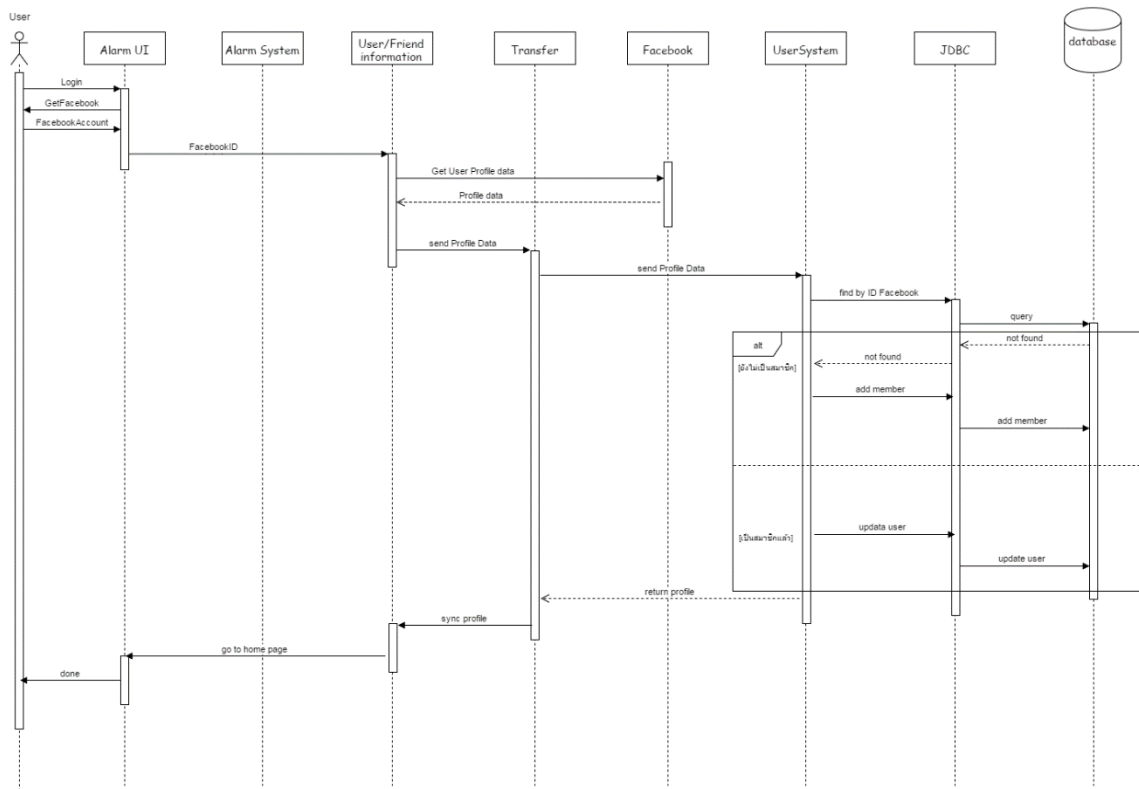 User
Alarm UI
Alarm System
User/Friend
information
Transfer
Facebook
UserSystem
JDBC
database
Login
GetFacebook
FacebookAccount
FacebookID
Get User Profile data
Profile data
send Profile Data
send Profile Data
find by ID Facebook
query
alt
not found
[ยังไม่เป็นสมาชิก]
not found
add member
add member
[เป็นสมาชิกแล้ว]
updata user
update user
return profile
sync profile
go to home page
done